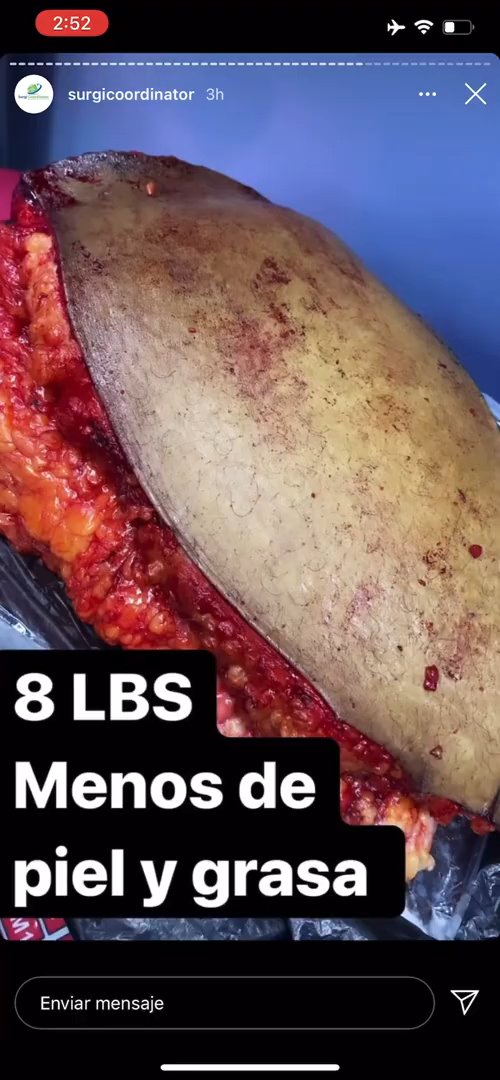 2:52
surgicoordinator 3h
8 LBS
Menos de
piel y grasa
Enviar mensaje